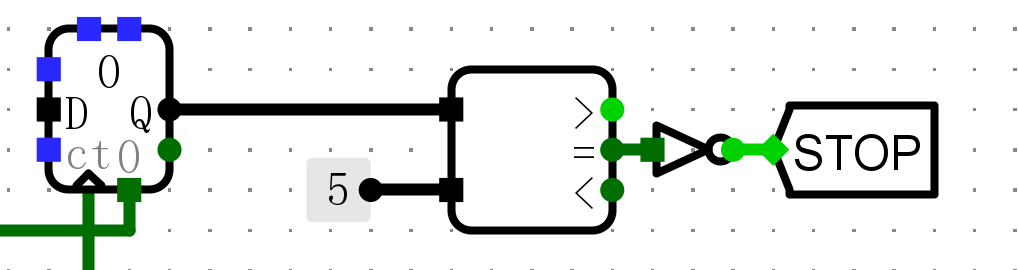 0
D Q
ct0
5
>
=
<
STOP